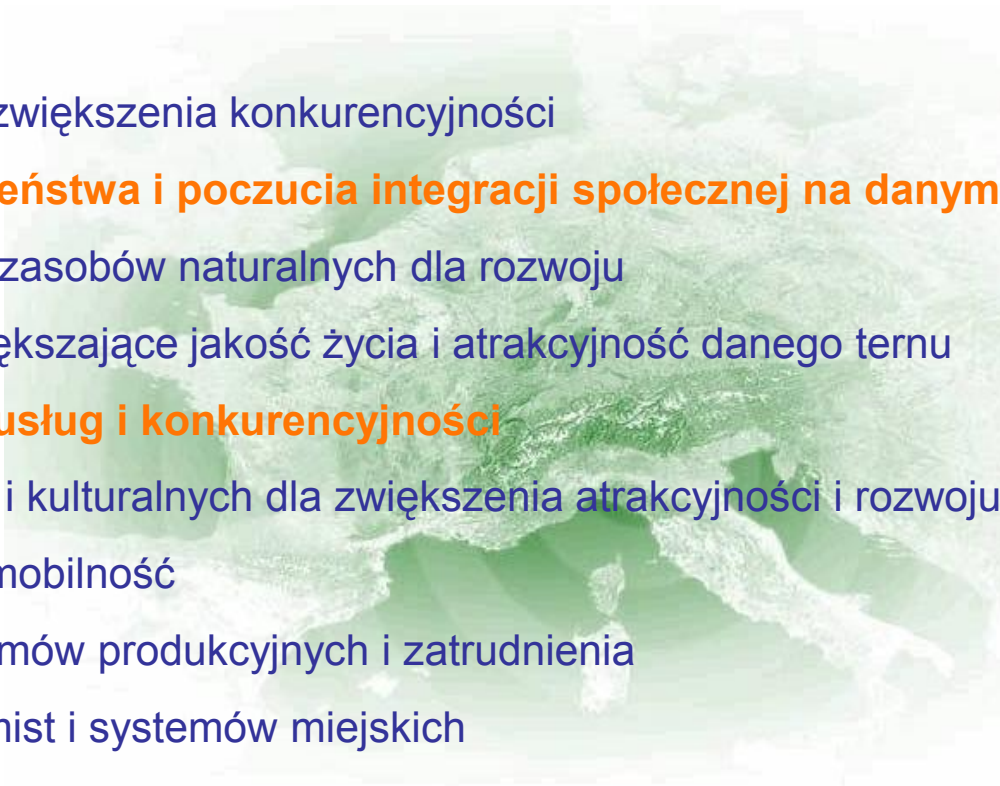 zwiększenia konkurencyjności
eństwa i poczucia integracji społecznej na danym
zasobów naturalnych dla rozwoju
ększające jakość życia i atrakcyjność danego ternu
usług i konkurencyjności
i kulturalnych dla zwiększenia atrakcyjności i rozwoju
mobilność
mów produkcyjnych i zatrudnienia
mist i systemów miejskich